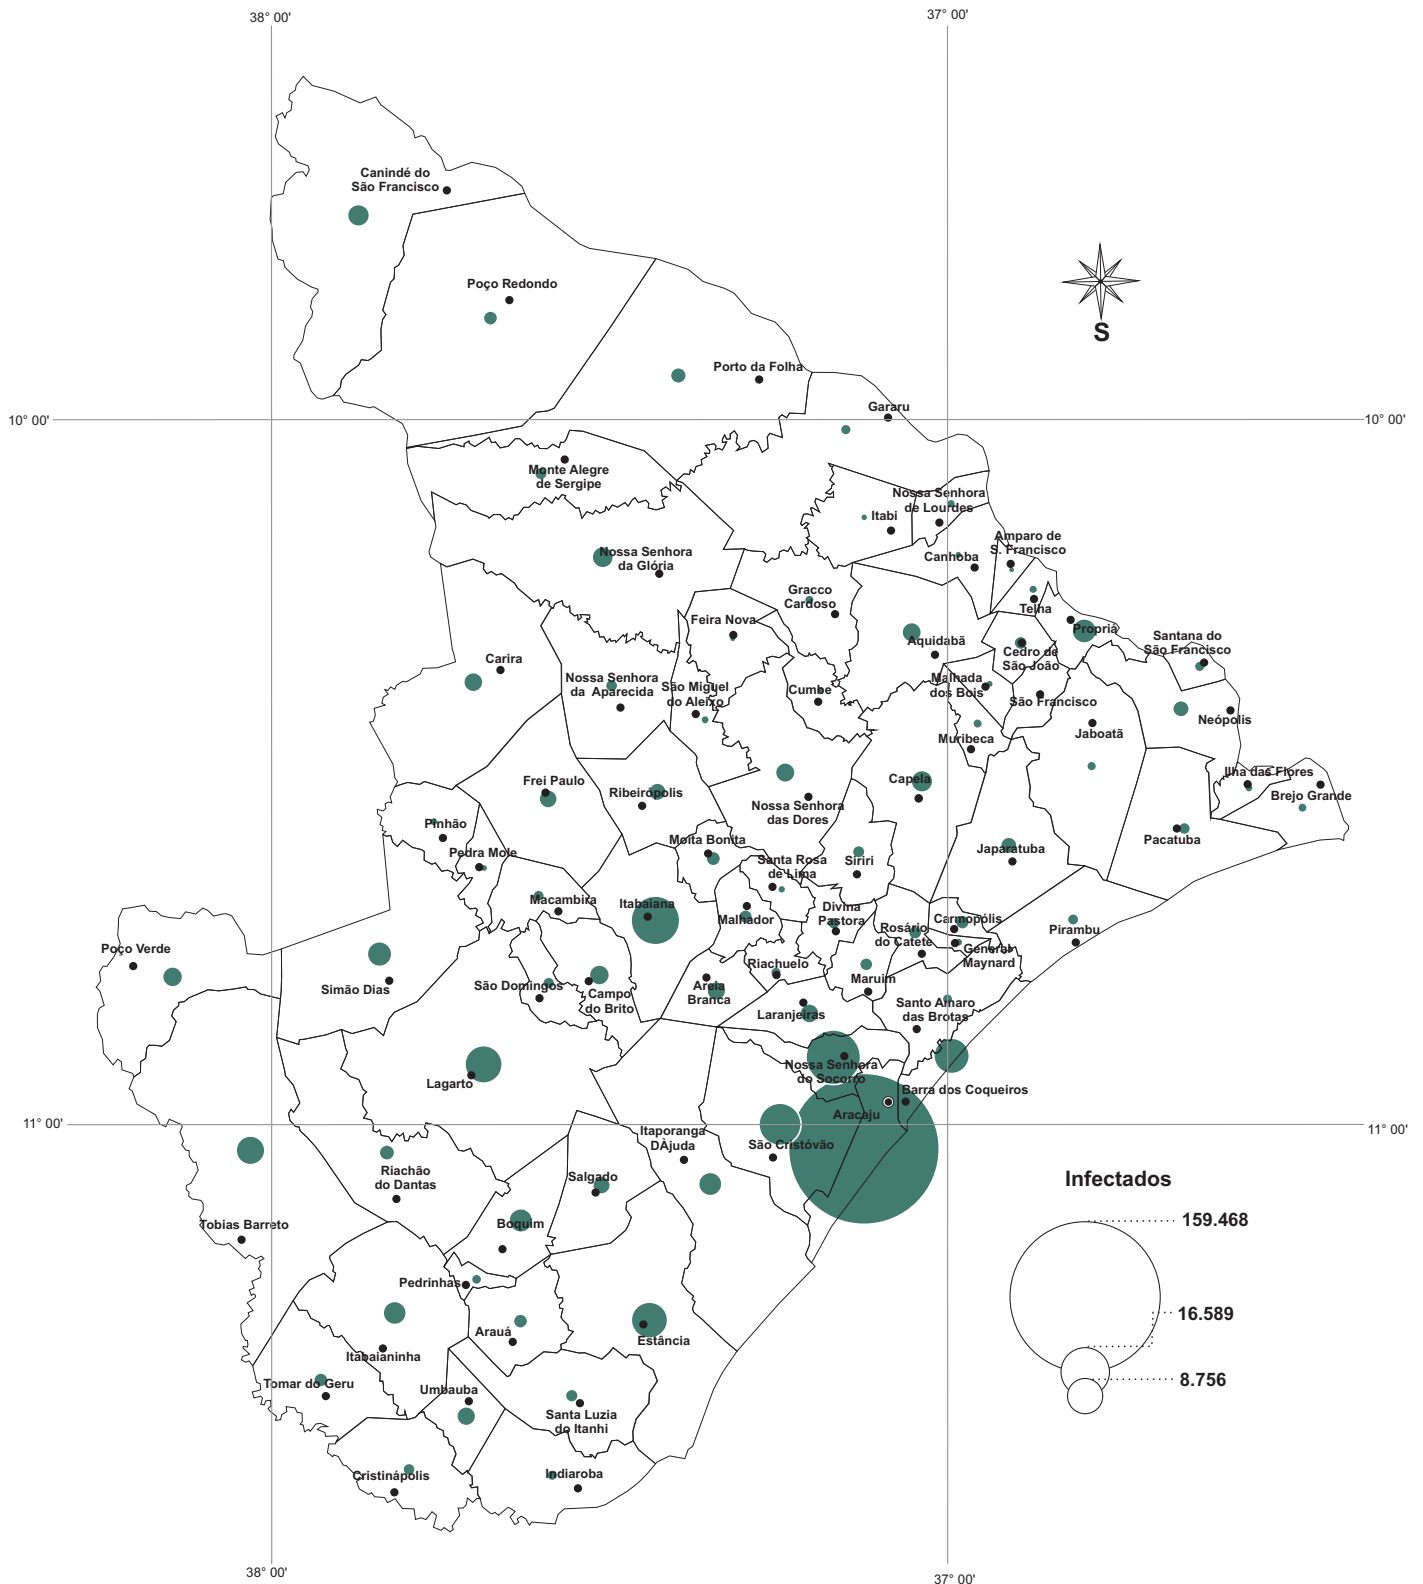 38° 00'
37° 00'
Canindé do
São Francisco
Poço Redondo
S
Porto da Folha
Gararu
10° 00'
10° 00'
Monte Alegre
de Sergipe
Nossa Senhora
de Lourdes
Itabi
Amparo de
S. Francisco
Canhoba
Nossa Senhora
da Glória
Gracco
Cardoso
Telha
Feira Nova
Propriá
Santana do
São Francisco
Aquidabã
Cedro de
São João
Carira
Nossa Senhora
da Aparecida
São Miguel
do Aleixo
Cumbe
Malhada
dos Bois
São Francisco
Neópolis
Jaboatã
Muribeca
Ilha das Flores
Brejo Grande
Frei Paulo
Ribeirópolis
Capela
Nossa Senhora
das Dores
Pinhão
Pedra Mole
Moita Bonita
Santa Rosa
de Lima
Siriri
Japaratuba
Pacatuba
Macambira
Itabaiana
Malhador
Divina
Pastora
Rosário
do Catete
Carmopólis
General
Maynard
Pirambu
Poço Verde
Simão Dias
São Domingos
Campo
do Brito
Areia
Branca
Riachuelo
Maruim
Laranjeiras
Santo Amaro
das Brotas
Lagarto
Nossa Senhora
do Socorro
Barra dos Coqueiros
Aracaju
11° 00'
11° 00'
Itaporanga
DÀjuda
São Cristóvão
Riachão
do Dantas
Salgado
Infectados
159.468
16.589
8.756
Tobias Barreto
Boquim
Pedrinhas
Arauá
Estância
Itabaianinha
Tomar do Geru
Umbauba
Santa Luzia
do Itanhi
Cristinápolis
Indiaroba
38° 00'
37° 00'